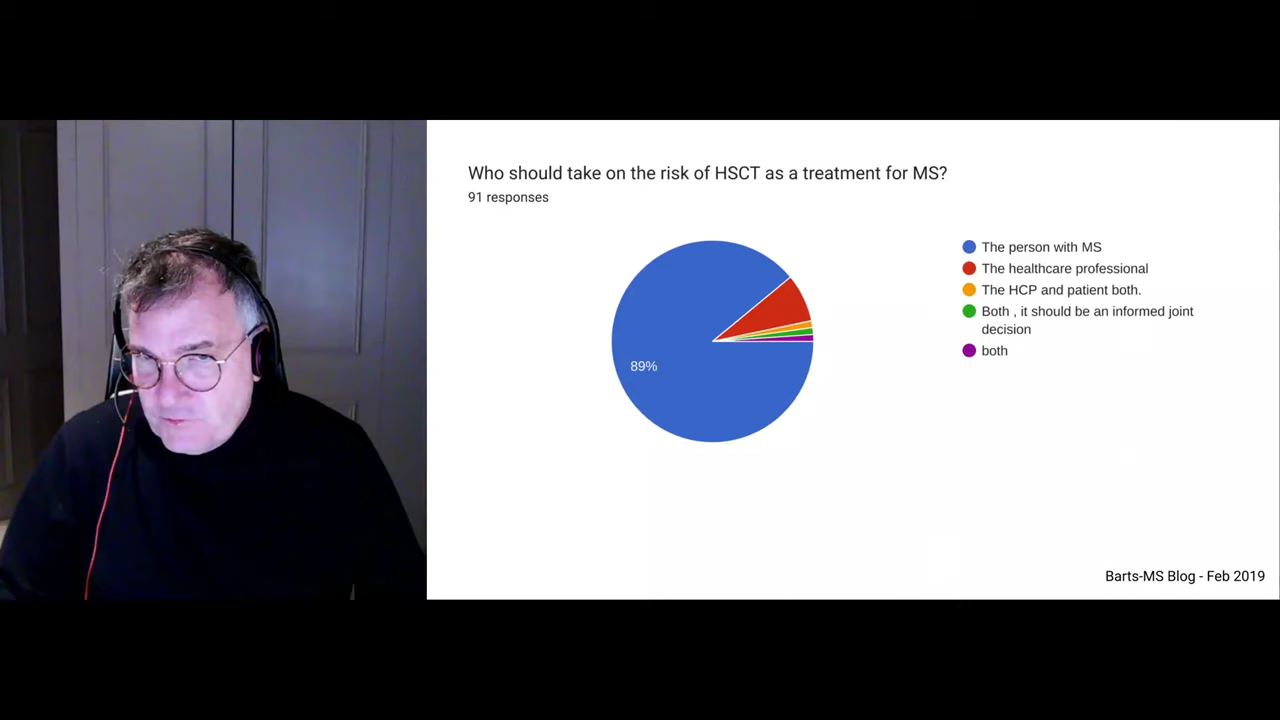 Who should take on the risk of HSCT as a treatment for MS?
91 responses
The person with MS
The healthcare professional
The HCP and patient both.
Both , it should be an informed joint
decision
both
89%
Barts-MS Blog - Feb 2019